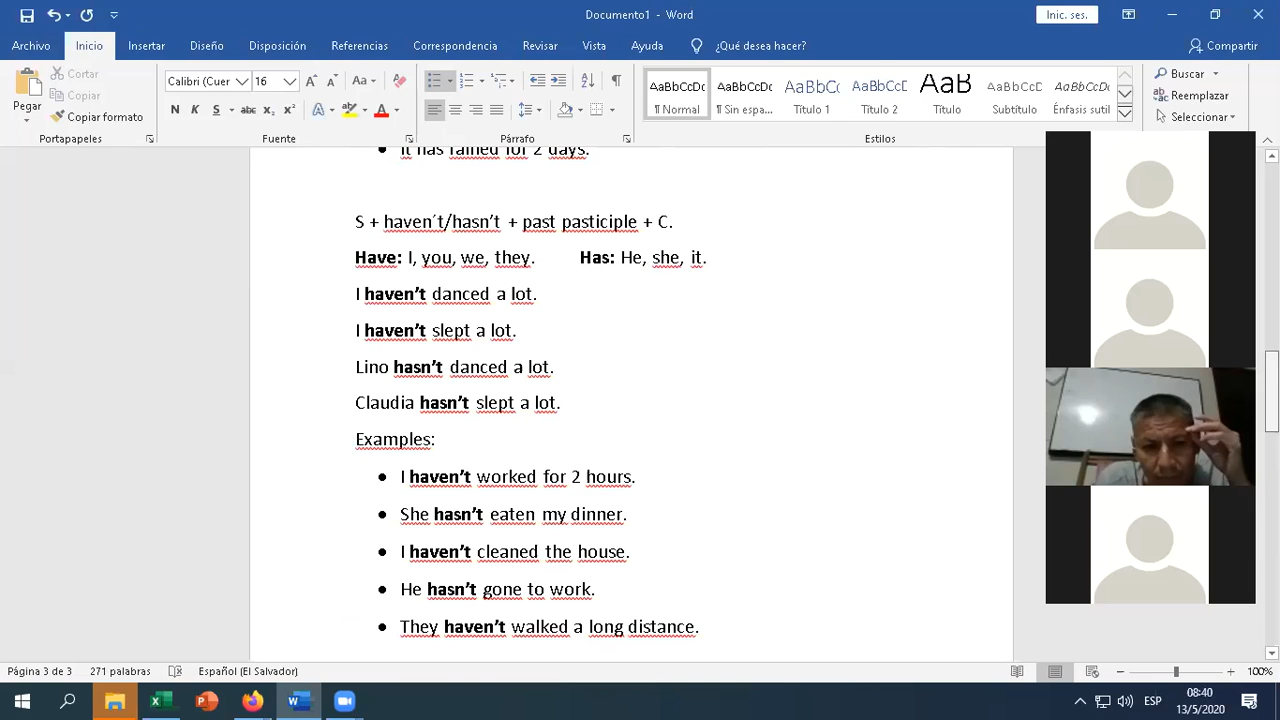 Documento1 - Word
Inic. ses.
Archivo Inicio Insertar Diseño Disposición Referencias Correspondencia Revisar Vista Ayuda ¿Qué desea hacer? Compartir
Pegar
Cortar
Copiar
Copiar formato
Calibri (Cuer 16
Aa
N K S abc x₂ x²
AaBbCcDc
¶ Normal
AaBbCcDc
¶ Sin espa...
AaBbCc
Título 1
AaBbCcD
Título 2
AaB
Título
AaBbCcD
Subtítulo
AaBbCcDc
Énfasis sutil
Buscar
Reemplazar
Seleccionar
Portapapeles Fuente Párrafo Estilos
It has rained for 2 days.
S + haven´t/hasn’t + past pasticiple + C.
Have: I, you, we, they. Has: He, she, it.
I haven’t danced a lot.
I haven’t slept a lot.
Lino hasn’t danced a lot.
Claudia hasn’t slept a lot.
Examples:
• I haven’t worked for 2 hours.
• She hasn’t eaten my dinner.
• I haven’t cleaned the house.
• He hasn’t gone to work.
• They haven’t walked a long distance.
Página 3 de 3 271 palabras Español (El Salvador) 100%
ESP 08:40
13/5/2020